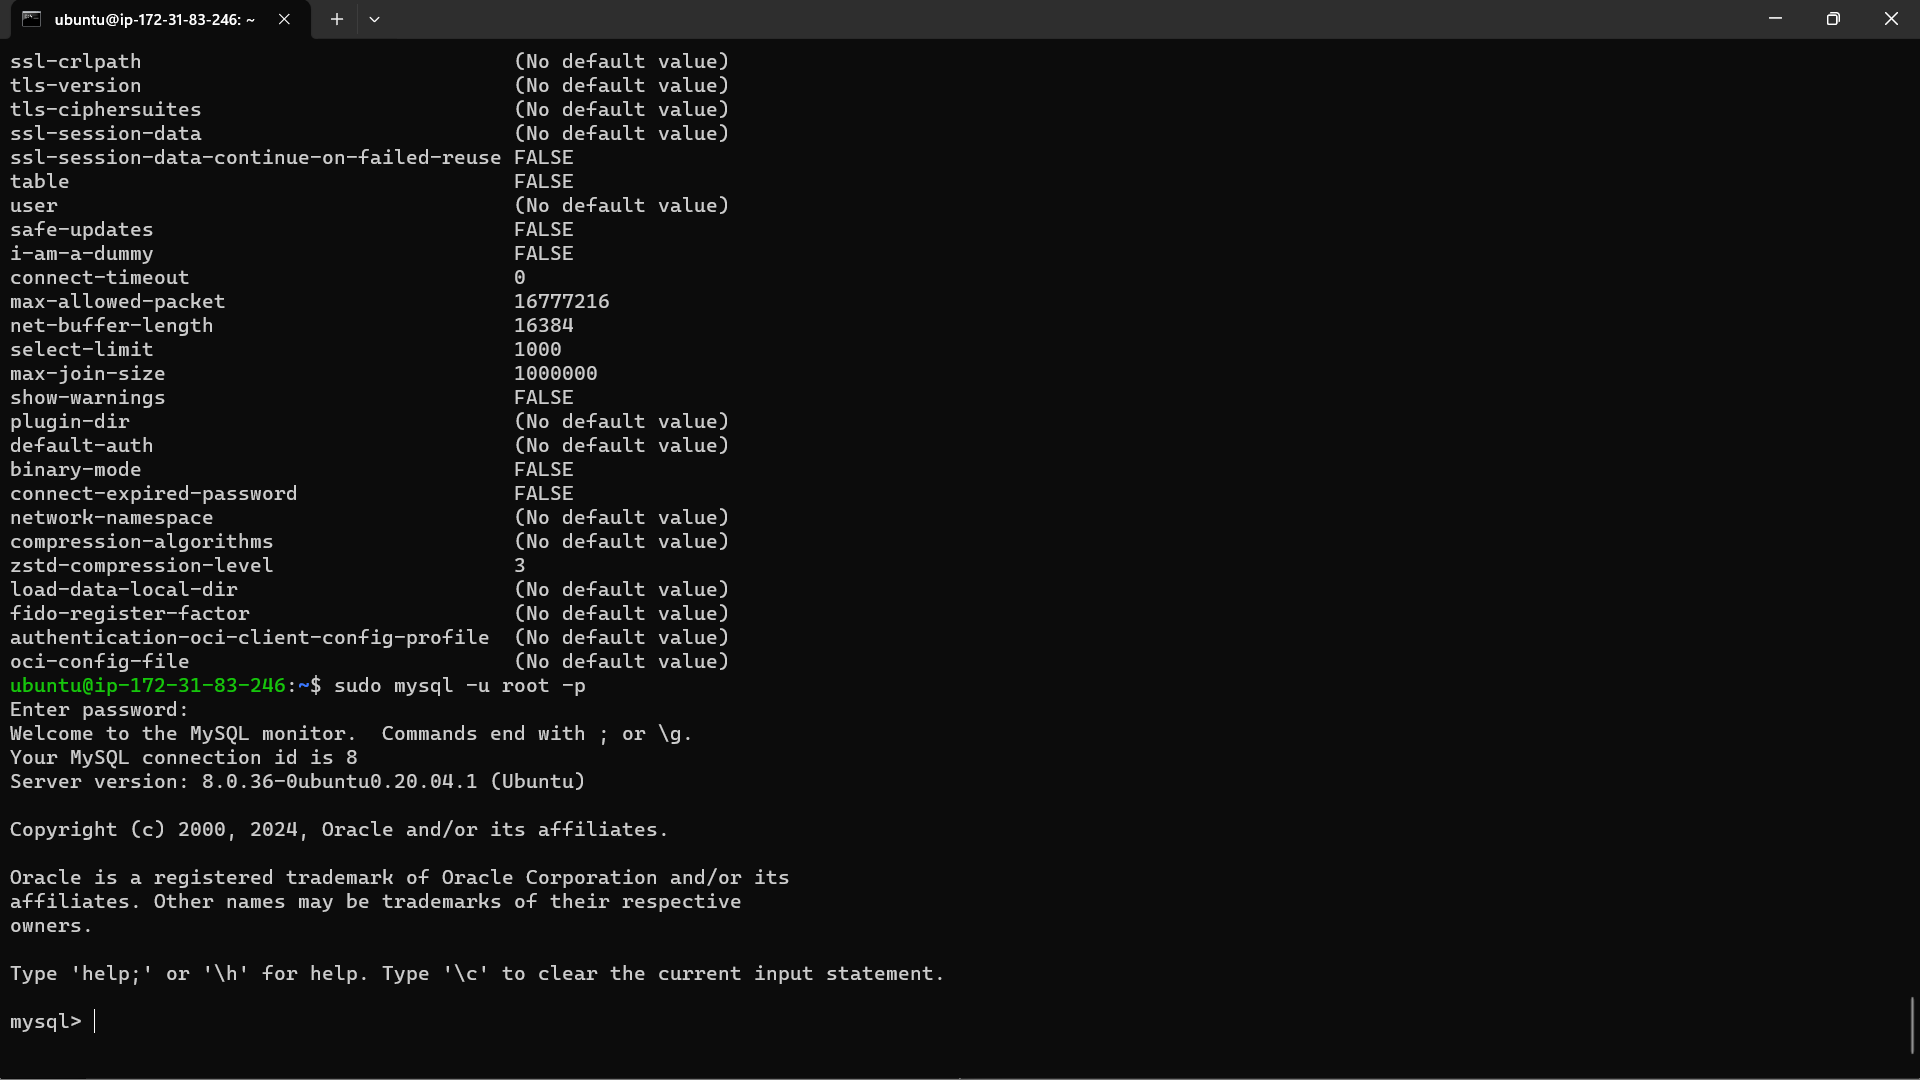 ubuntu@ip-172-31-83-246: ~
ssl-crlpath (No default value)
tls-version (No default value)
tls-ciphersuites (No default value)
ssl-session-data (No default value)
ssl-session-data-continue-on-failed-reuse FALSE
table FALSE
user (No default value)
safe-updates FALSE
i-am-a-dummy FALSE
connect-timeout 0
max-allowed-packet 16777216
net-buffer-length 16384
select-limit 1000
max-join-size 1000000
show-warnings FALSE
plugin-dir (No default value)
default-auth (No default value)
binary-mode FALSE
connect-expired-password FALSE
network-namespace (No default value)
compression-algorithms (No default value)
zstd-compression-level 3
load-data-local-dir (No default value)
fido-register-factor (No default value)
authentication-oci-client-config-profile (No default value)
oci-config-file (No default value)
ubuntu@ip-172-31-83-246:~$ sudo mysql -u root -p
Enter password:
Welcome to the MySQL monitor.  Commands end with ; or \g.
Your MySQL connection id is 8
Server version: 8.0.36-0ubuntu0.20.04.1 (Ubuntu)
Copyright (c) 2000, 2024, Oracle and/or its affiliates.
Oracle is a registered trademark of Oracle Corporation and/or its
affiliates. Other names may be trademarks of their respective
owners.
Type 'help;' or '\h' for help. Type '\c' to clear the current input statement.
mysql>